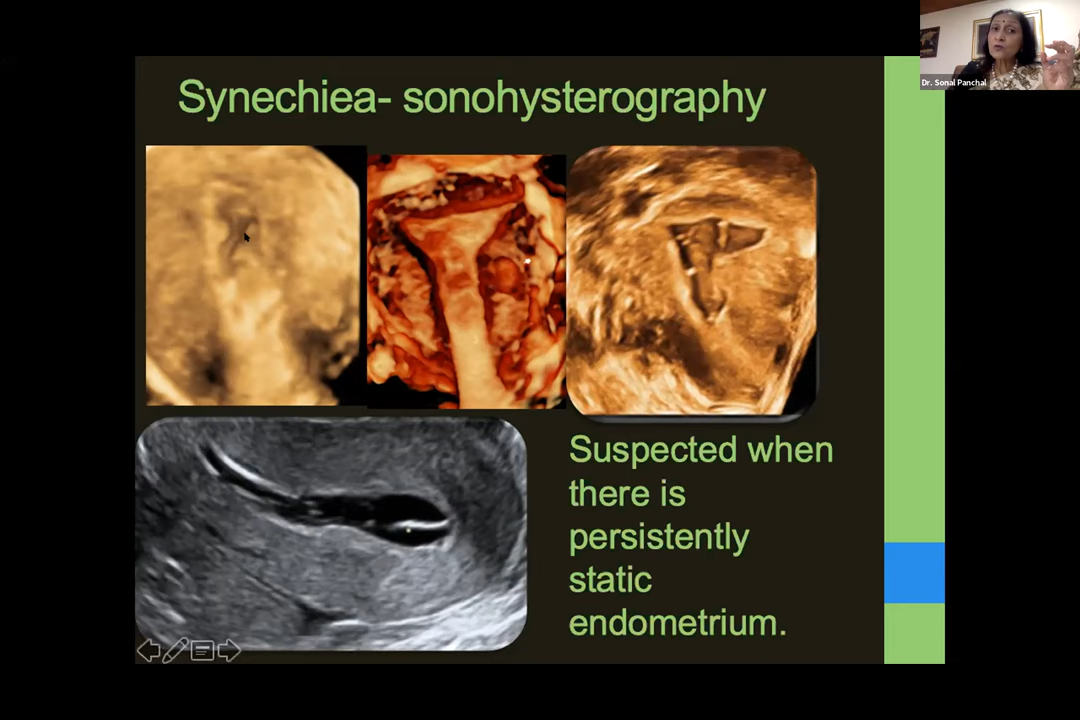 Dr. Sonal Panchal
Synechiea- sonohysterography
Suspected when
there is
persistently
static
endometrium.